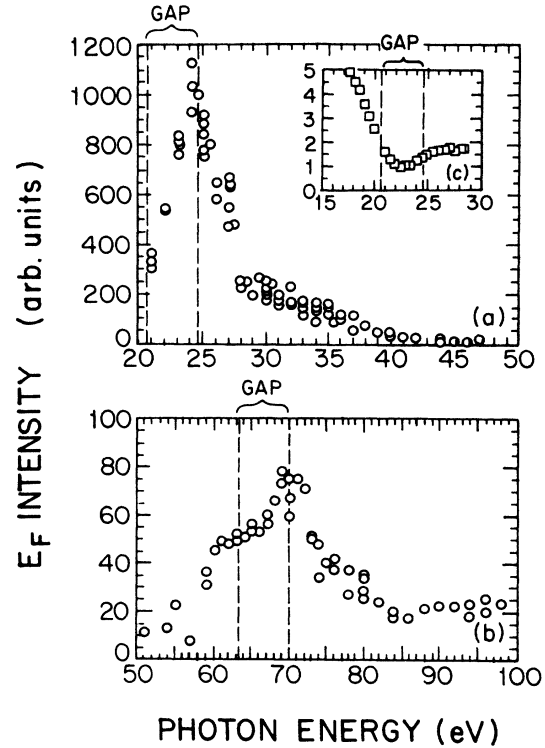 GAP
1200
1000
800
600
400
200
0
20 25 30 35 40 45 50
(a)
GAP
5
4
3
2
1
0
15 20 25 30
(c)
GAP
100
80
60
40
20
0
50 60 70 80 90 100
(b)
EF INTENSITY (arb. units)
PHOTON ENERGY (eV)